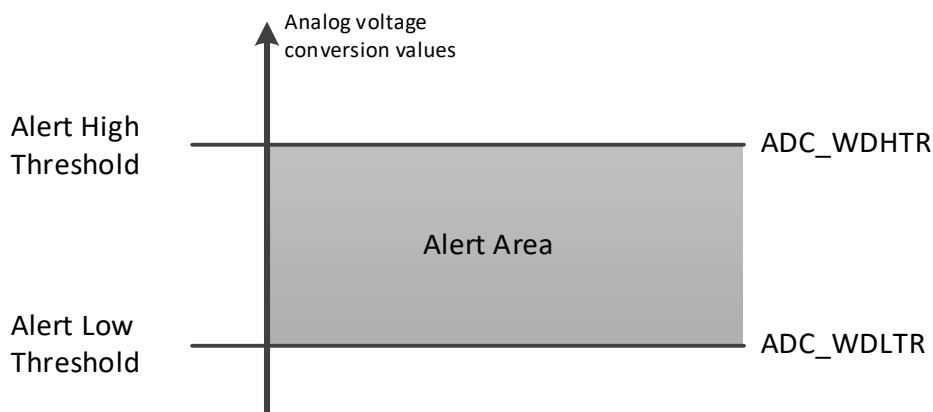 Analog voltage
conversion values
Alert High
Threshold
ADC_WDHTR
Alert Area
Alert Low
Threshold
ADC_WDLTR